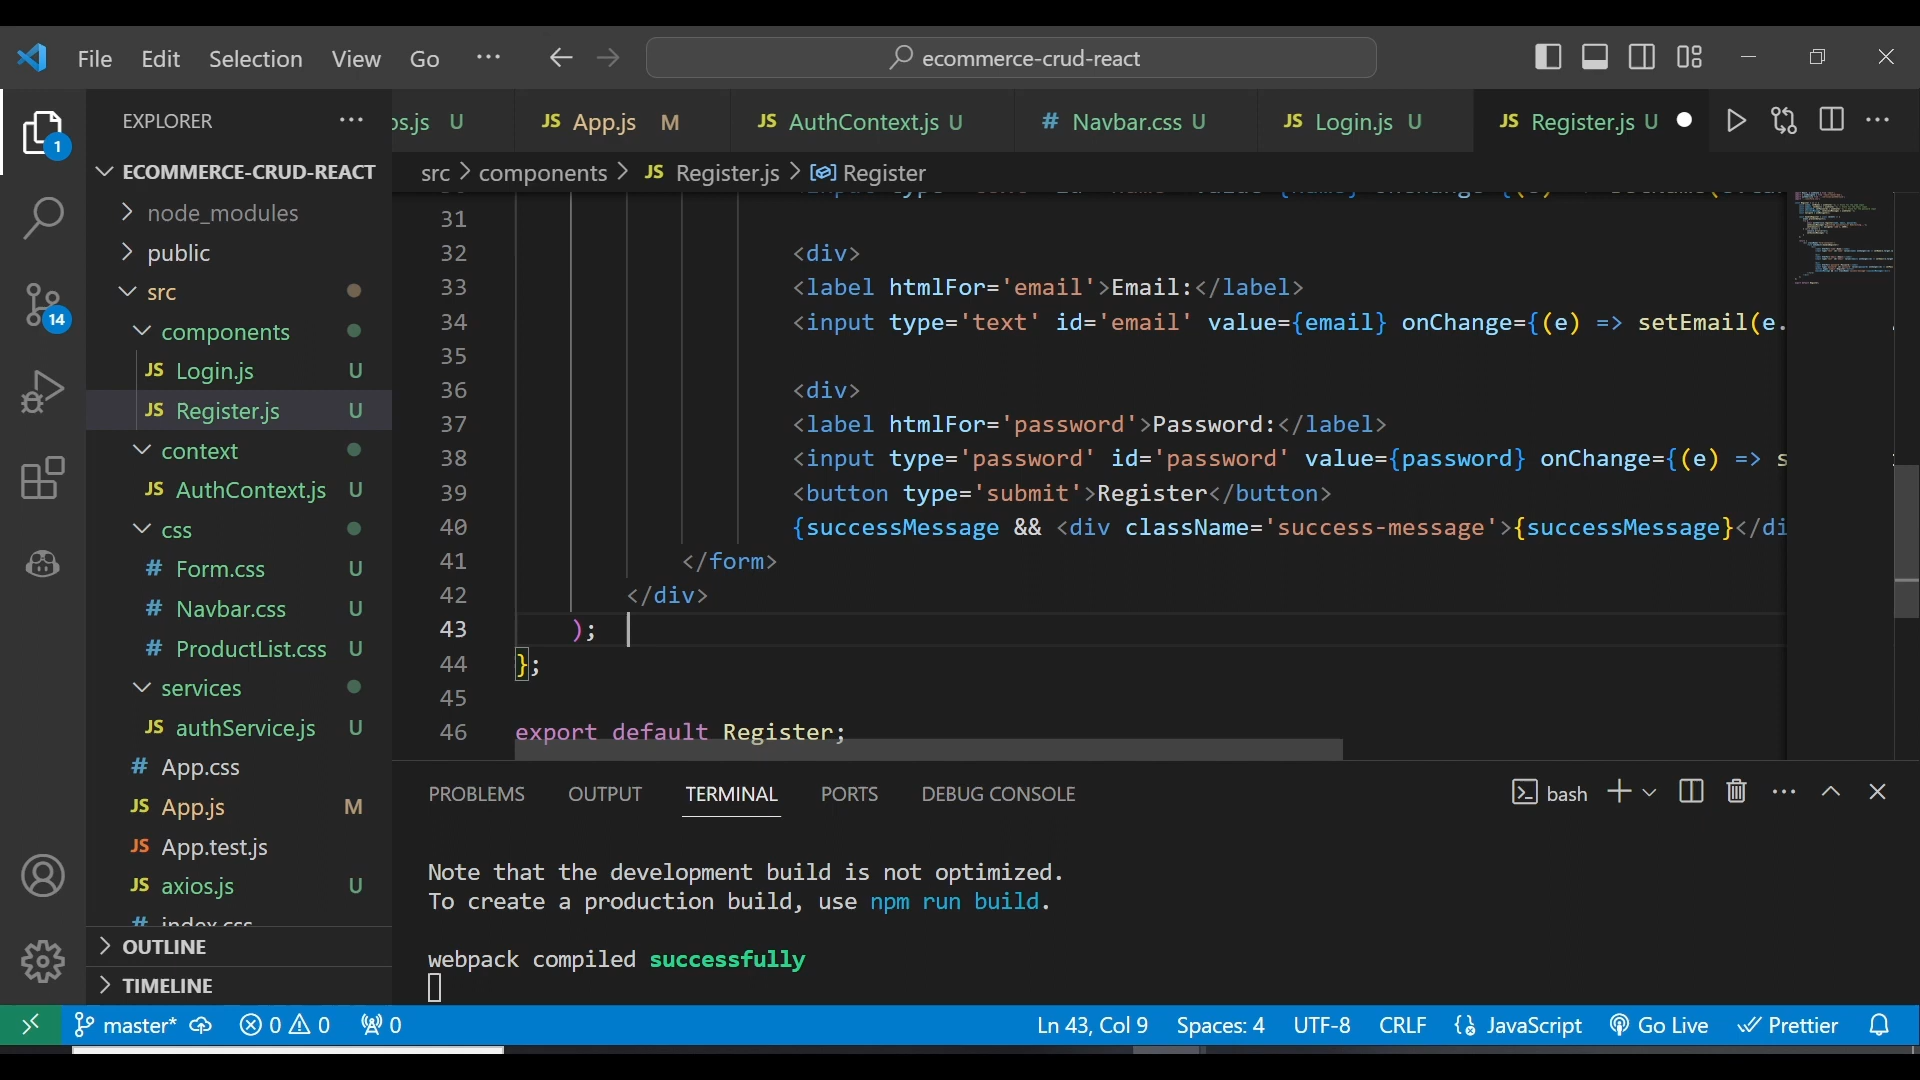 File Edit Selection View Go ··· ecommerce-crud-react
EXPLORER ···
os.js U JS App.js M JS AuthContext.js U # Navbar.css U JS Login.js U JS Register.js U ···
src > components > JS Register.js > Register
ECOMMERCE-CRUD-REACT
node_modules
public
src
components
JS Login.js U
JS Register.js U
context
JS AuthContext.js U
css
# Form.css U
# Navbar.css U
# ProductList.css U
services
JS authService.js U
# App.css
JS App.js M
JS App.test.js
JS axios.js U
# index.css
OUTLINE
TIMELINE
1
14
31
32 <div>
33 <label htmlFor='email'>Email:</label>
34 <input type='text' id='email' value={email} onChange={(e) => setEmail(e.
35
36 <div>
37 <label htmlFor='password'>Password:</label>
38 <input type='password' id='password' value={password} onChange={(e) => s
39 <button type='submit'>Register</button>
40 {successMessage && <div className='success-message'>{successMessage}</di
41 </form>
42 </div>
43 );
44 };
45
46 export default Register;
PROBLEMS OUTPUT TERMINAL PORTS DEBUG CONSOLE bash ···
Note that the development build is not optimized.
To create a production build, use npm run build.
webpack compiled successfully
master* 0 0 0 Ln 43, Col 9 Spaces: 4 UTF-8 CRLF {} JavaScript Go Live Prettier